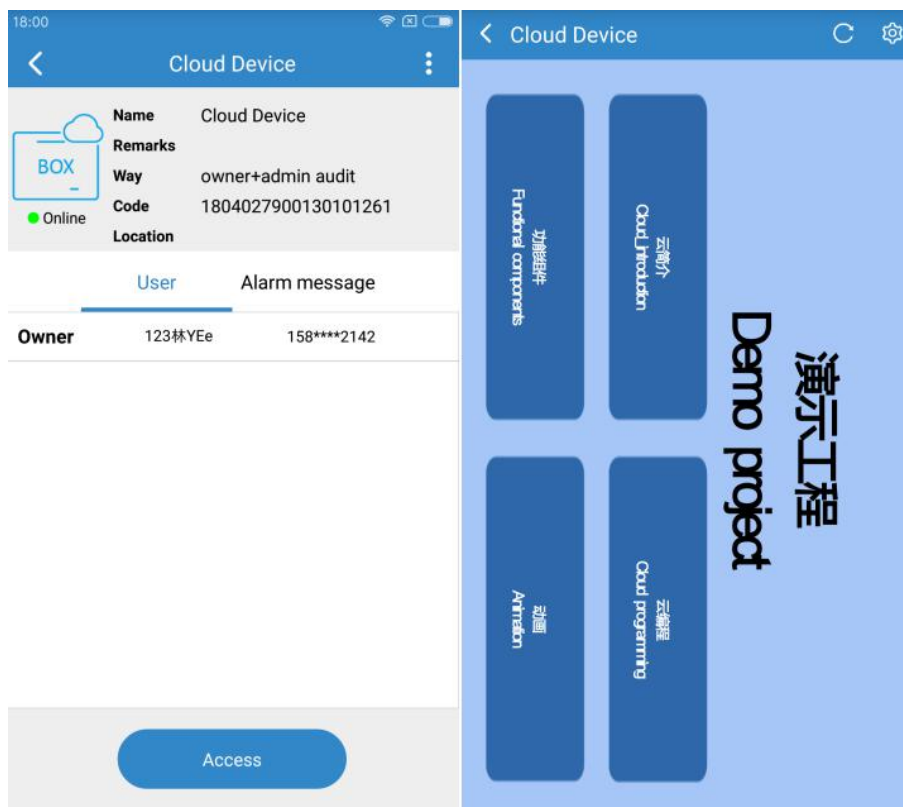 18:00
Cloud Device
BOX
Online
Name Cloud Device
Remarks
Way owner+admin audit
Code 1804027900130101261
Location
User Alarm message
Owner 123林YEe 158****2142
Access
Cloud Device
演示工程
Demo project
云简介
Cloud_introduction
云编程
Cloud programming
功能组件
Functional components
动画
Animation